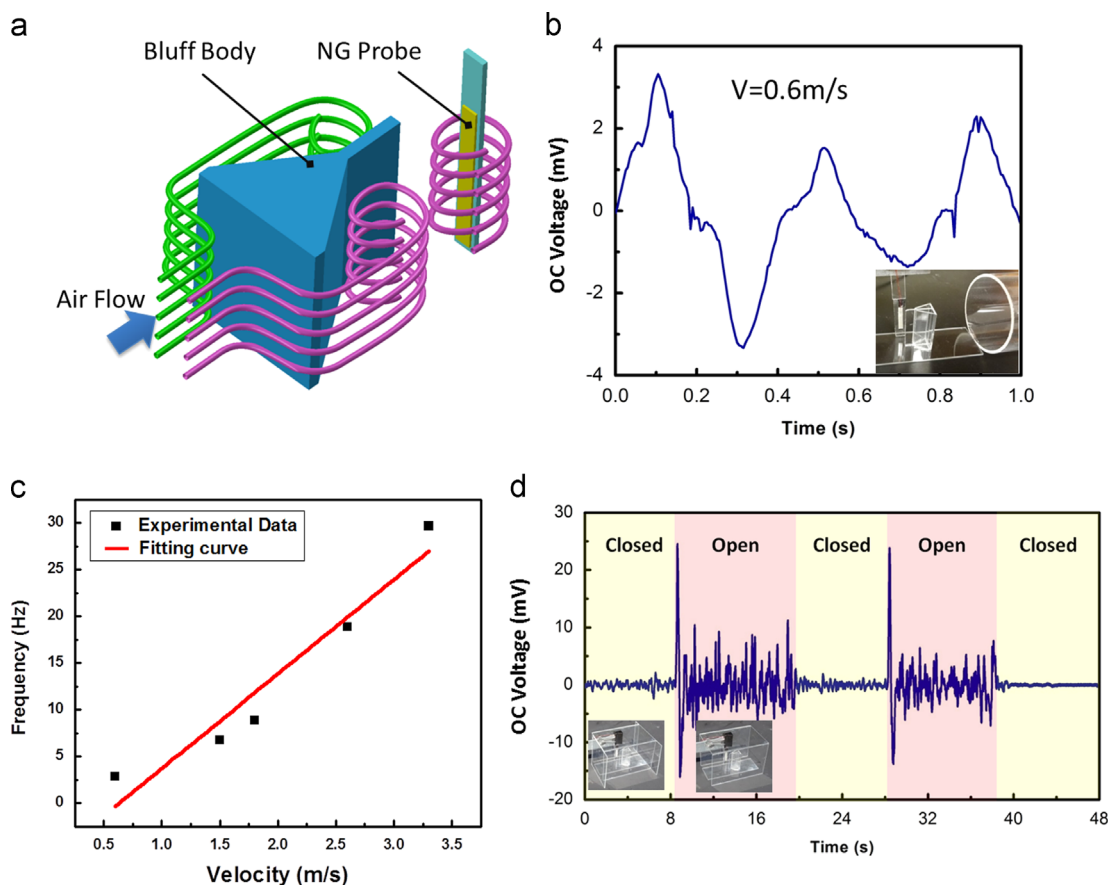 a
Bluff Body
NG Probe
Air Flow
b
V=0.6m/s
OC Voltage (mV)
4
2
0
-2
-4
0.0 0.2 0.4 0.6 0.8 1.0
Time (s)
c
Experimental Data
Fitting curve
Frequency (Hz)
30
25
20
15
10
5
0
0.5 1.0 1.5 2.0 2.5 3.0 3.5
Velocity (m/s)
d
Closed Open Closed Open Closed
OC Voltage (mV)
30
20
10
0
-10
-20
0 8 16 24 32 40 48
Time (s)